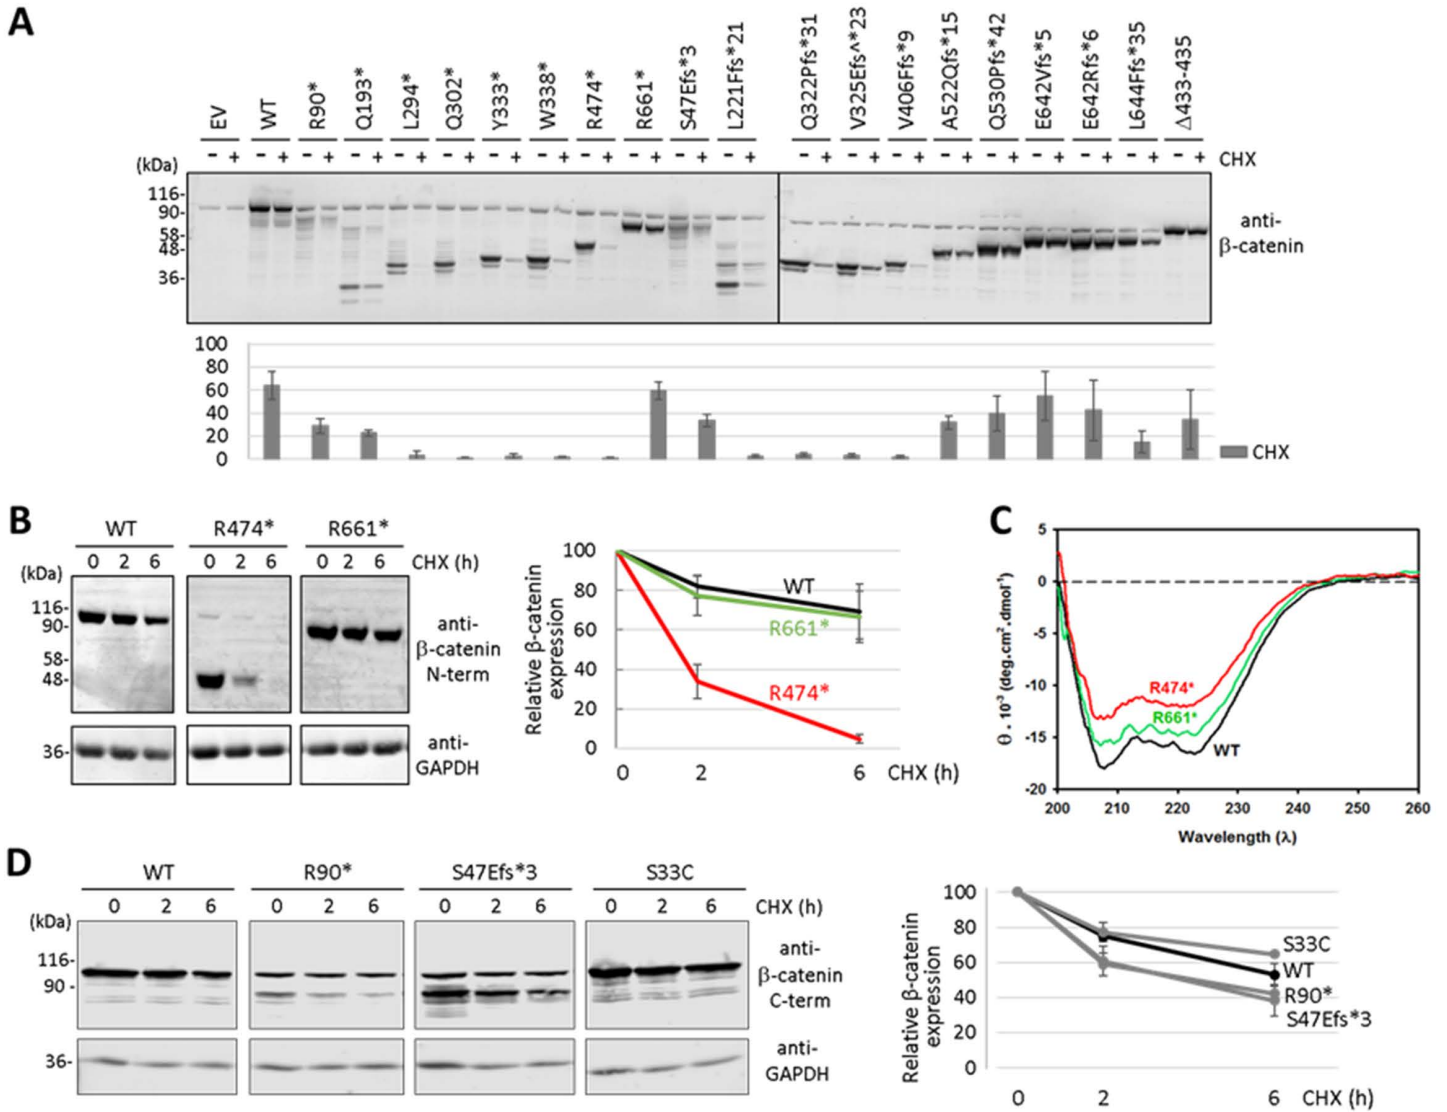 A
EV WT R90* Q193* L294* Q302* Y333* W338* R474* R661* S47Efs*3 L221Ffs*21 Q322Pfs*31 V325Efs^*23 V406Ffs*9 A522Qfs*15 Q530Pfs*42 E642Vfs*5 E642Rfs*6 L644Ffs*35 Δ433-435
- + - + - + - + - + - + - + - + - + - + - + - + - + - + - + - + - + - + - + - + - + CHX
(kDa)
116-
90-
58-
48-
36-
anti-
β-catenin
100
80
60
40
20
0
CHX
B
WT R474* R661*
0 2 6 0 2 6 0 2 6 CHX (h)
(kDa)
116-
90-
58-
48-
anti-
β-catenin
N-term
36-
anti-
GAPDH
Relative β-catenin
expression
100
80
60
40
20
0
WT
R661*
R474*
0 2 6 CHX (h)
C
θ . 10⁻³ (deg.cm².dmol⁻¹)
5
0
-5
-10
-15
-20
R474*
R661*
WT
200 210 220 230 240 250 260
Wavelength (λ)
D
WT R90* S47Efs*3 S33C
0 2 6 0 2 6 0 2 6 0 2 6 CHX (h)
(kDa)
116-
90 -
anti-
β-catenin
C-term
36-
anti-
GAPDH
Relative β-catenin
expression
100
80
60
40
20
0
S33C
WT
R90*
S47Efs*3
0 2 6 CHX (h)